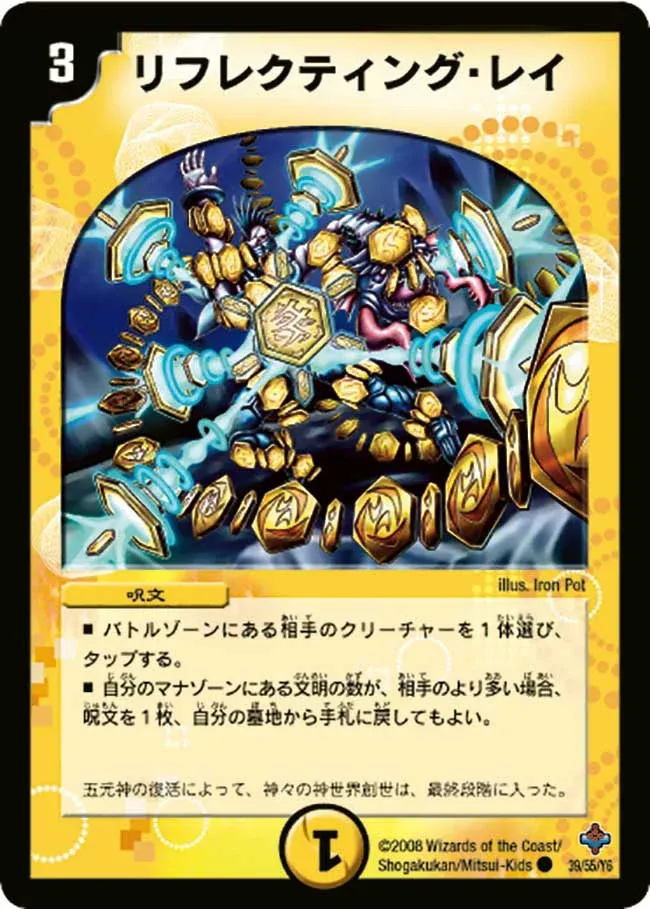 3
リフレクティング・レイ
illus. Iron Pot
呪文
■ バトルゾーンにある相手のクリーチャーを1体選び、
タップする。
■ 自分のマナゾーンにある文明の数が、相手のより多い場合、
呪文を1枚、自分の墓地から手札に戻してもよい。
五元神の復活によって、神々の神世界創世は、最終段階に入った。
1
©2008 Wizards of the Coast/
Shogakukan/Mitsui-Kids
39/55/Y6